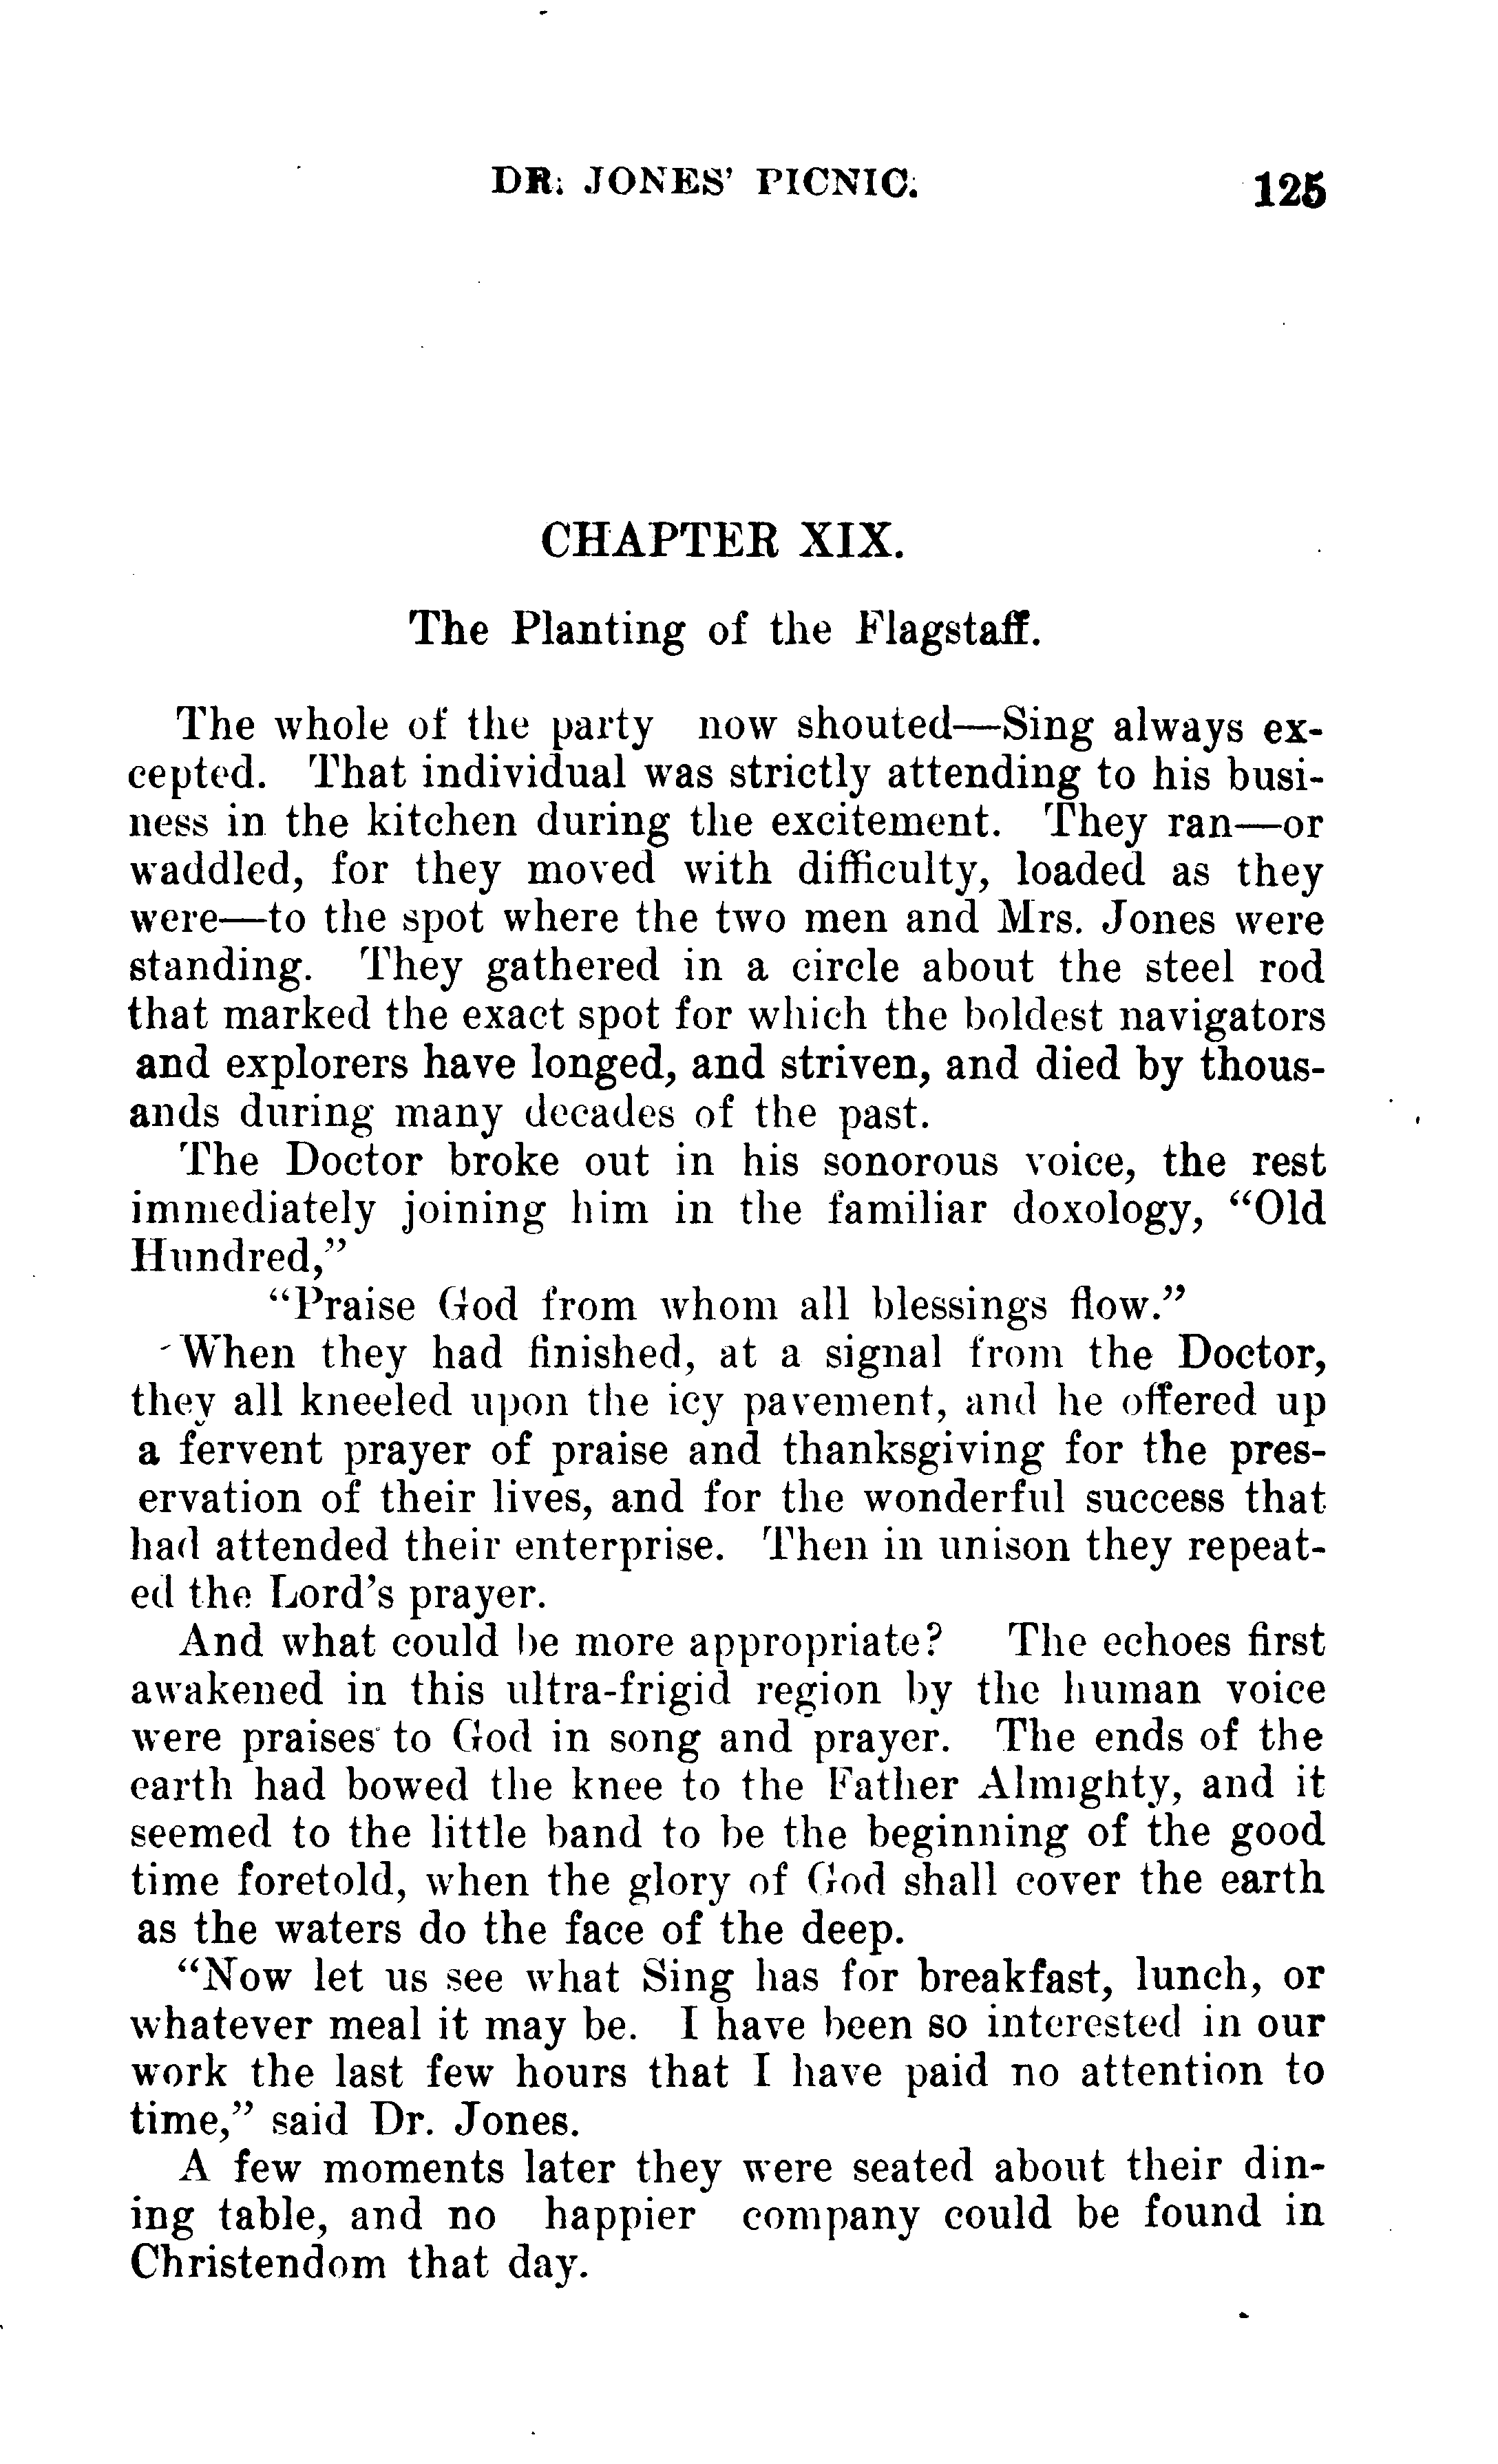 DR. JONES' PICNIC. 125
CHAPTER XIX.
The Planting of the Flagstaff.
The whole of the party now shouted—Sing always ex-
cepted. That individual was strictly attending to his busi-
ness in the kitchen during the excitement. They ran—or
waddled, for they moved with difficulty, loaded as they
were—to the spot where the two men and Mrs. Jones were
standing. They gathered in a circle about the steel rod
that marked the exact spot for which the boldest navigators
and explorers have longed, and striven, and died by thous-
ands during many decades of the past.
The Doctor broke out in his sonorous voice, the rest
immediately joining him in the familiar doxology, “Old
Hundred,”
“Praise God from whom all blessings flow.”
When they had finished, at a signal from the Doctor,
they all kneeled upon the icy pavement, and he offered up
a fervent prayer of praise and thanksgiving for the pres-
ervation of their lives, and for the wonderful success that
had attended their enterprise. Then in unison they repeat-
ed the Lord's prayer.
And what could be more appropriate? The echoes first
awakened in this ultra-frigid region by the human voice
were praises to God in song and prayer. The ends of the
earth had bowed the knee to the Father Almighty, and it
seemed to the little band to be the beginning of the good
time foretold, when the glory of God shall cover the earth
as the waters do the face of the deep.
“Now let us see what Sing has for breakfast, lunch, or
whatever meal it may be. I have been so interested in our
work the last few hours that I have paid no attention to
time,” said Dr. Jones.
A few moments later they were seated about their din-
ing table, and no happier company could be found in
Christendom that day.